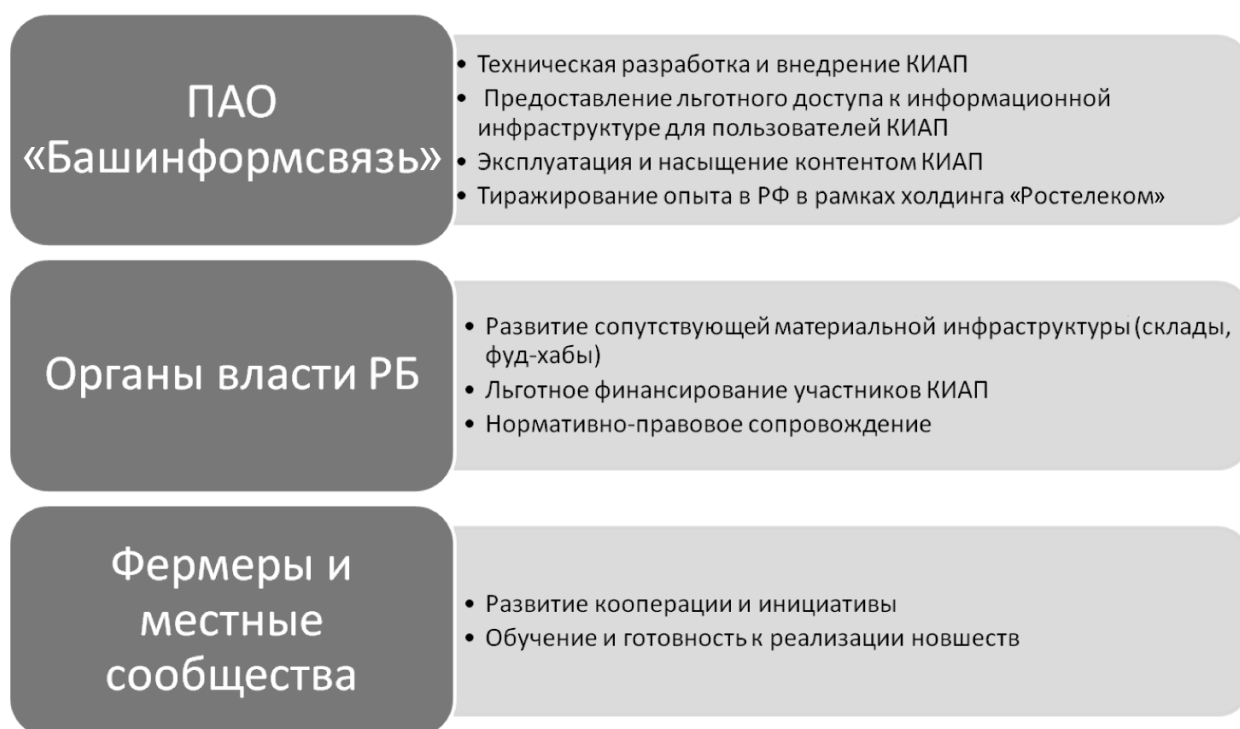 ПАО
«Башинформсвязь»
• Техническая разработка и внедрение КИАП
• Предоставление льготного доступа к информационной
инфраструктуре для пользователей КИАП
• Эксплуатация и насыщение контентом КИАП
• Тиражирование опыта в РФ в рамках холдинга «Ростелеком»
Органы власти РБ
• Развитие сопутствующей материальной инфраструктуры (склады,
фуд-хабы)
• Льготное финансирование участников КИАП
• Нормативно-правовое сопровождение
Фермеры и
местные
сообщества
• Развитие кооперации и инициативы
• Обучение и готовность к реализации новшеств